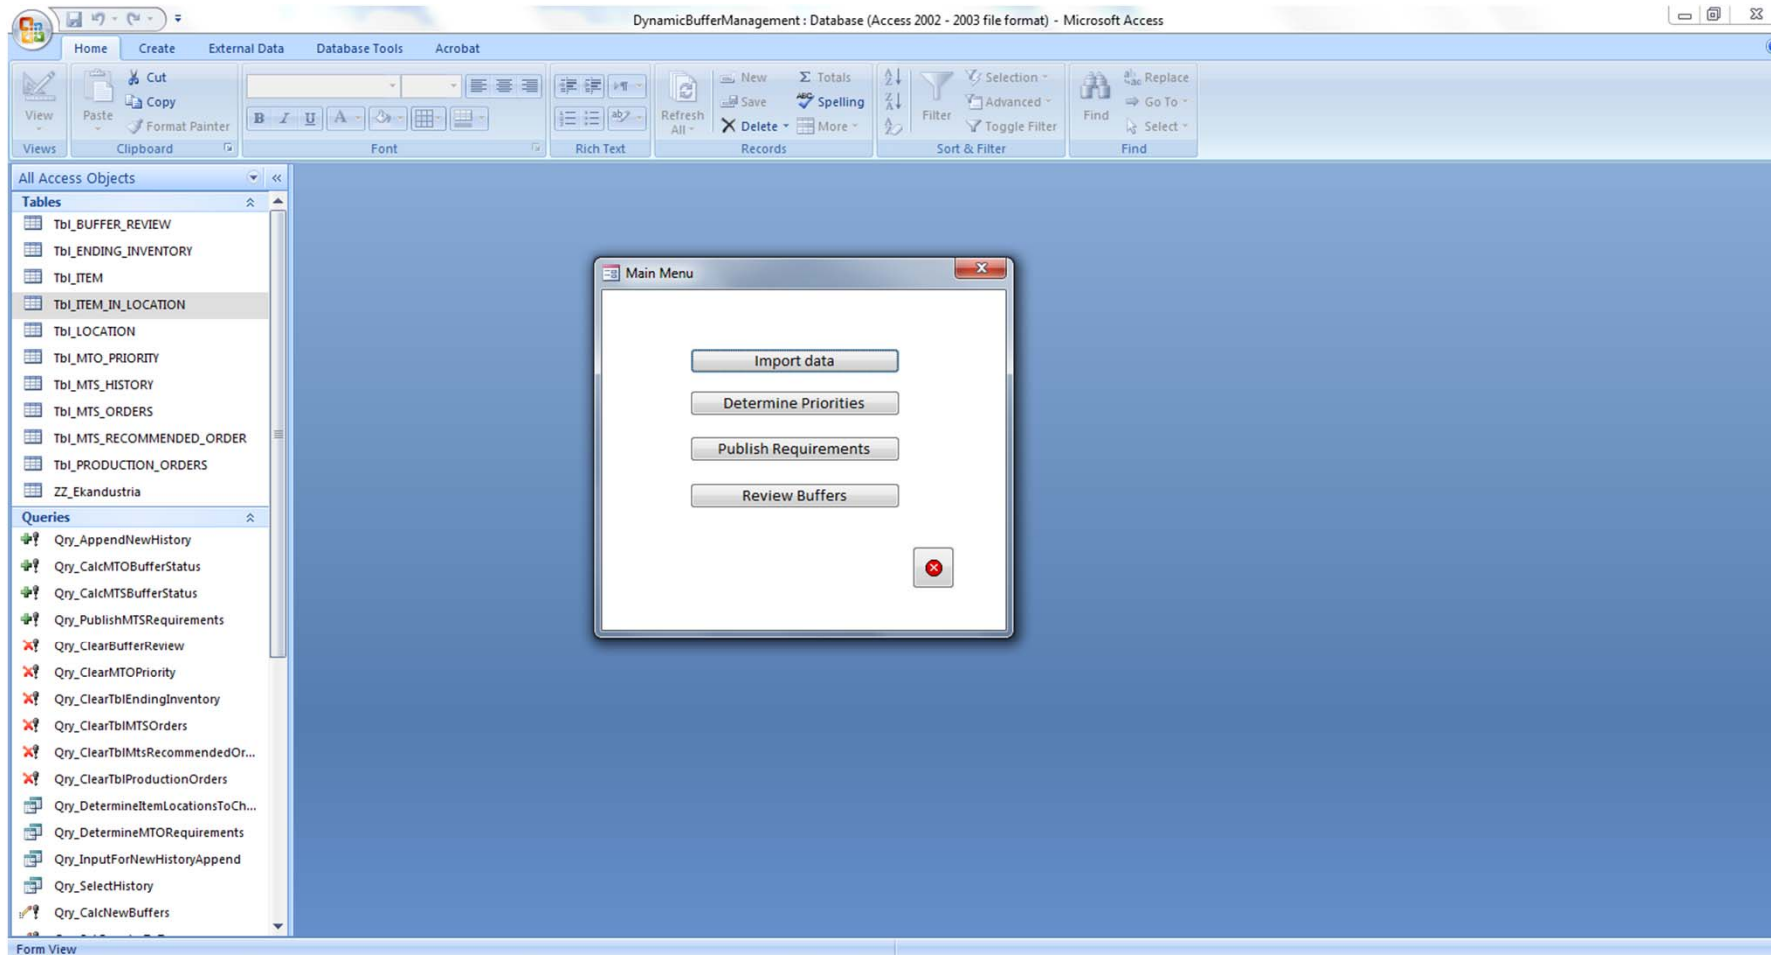 DynamicBufferManagement : Database (Access 2002 - 2003 file format) - Microsoft Access
Home Create External Data Database Tools Acrobat
View
Views
Paste
Cut
Copy
Format Painter
Clipboard
B I U A
Font
ab
Rich Text
Refresh
All
New
Save
Delete
Σ Totals
ABC Spelling
More
Records
Filter
Selection
Advanced
Toggle Filter
Sort & Filter
Find
Replace
Go To
Select
Find
All Access Objects
Tables
Tbl_BUFFER_REVIEW
Tbl_ENDING_INVENTORY
Tbl_ITEM
Tbl_ITEM_IN_LOCATION
Tbl_LOCATION
Tbl_MTO_PRIORITY
Tbl_MTS_HISTORY
Tbl_MTS_ORDERS
Tbl_MTS_RECOMMENDED_ORDER
Tbl_PRODUCTION_ORDERS
ZZ_Ekandustria
Queries
Qry_AppendNewHistory
Qry_CalcMTOBufferStatus
Qry_CalcMTSBufferStatus
Qry_PublishMTSRequirements
Qry_ClearBufferReview
Qry_ClearMTOPriority
Qry_ClearTblEndingInventory
Qry_ClearTblMTSOrders
Qry_ClearTblMtsRecommendedOr...
Qry_ClearTblProductionOrders
Qry_DetermineItemLocationsToCh...
Qry_DetermineMTORequirements
Qry_InputForNewHistoryAppend
Qry_SelectHistory
Qry_CalcNewBuffers
Main Menu
Import data
Determine Priorities
Publish Requirements
Review Buffers
Form View